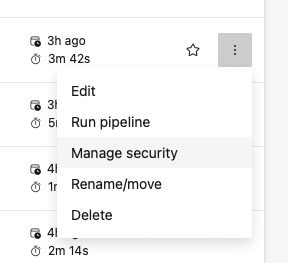 3h ago
3m 42s
Edit
Run pipeline
Manage security
Rename/move
Delete
2m 14s